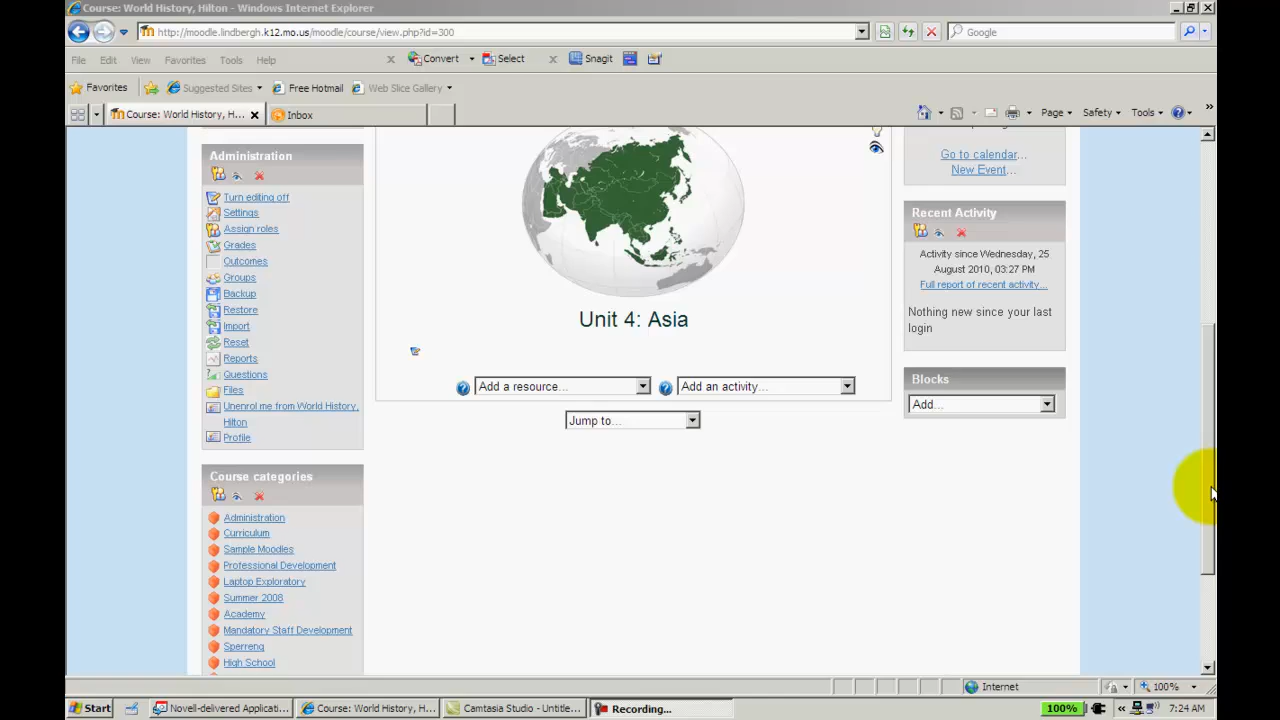 Course: World History, Hilton - Windows Internet Explorer
http://moodle.lindbergh.k12.mo.us/moodle/course/view.php?id=300
Google
File Edit View Favorites Tools Help
x Convert Select x Snagit
Favorites Suggested Sites Free Hotmail Web Slice Gallery
Course: World History, H... x Inbox
Page Safety Tools »
Administration
Turn editing off
Settings
Assign roles
Grades
Outcomes
Groups
Backup
Restore
Import
Reset
Reports
Questions
Files
Unenrol me from World History,
Hilton
Profile
Course categories
Administration
Curriculum
Sample Moodles
Professional Development
Laptop Exploratory
Summer 2008
Academy
Mandatory Staff Development
Sperreng
High School
Unit 4: Asia
Add a resource...
Add an activity...
Jump to...
Go to calendar...
New Event...
Recent Activity
Activity since Wednesday, 25
August 2010, 03:27 PM
Full report of recent activity...
Nothing new since your last
login
Blocks
Add...
Internet
100%
Start
Novell-delivered Applicati...
Course: World History, H...
Camtasia Studio - Untitle...
Recording...
100%
«
7:24 AM